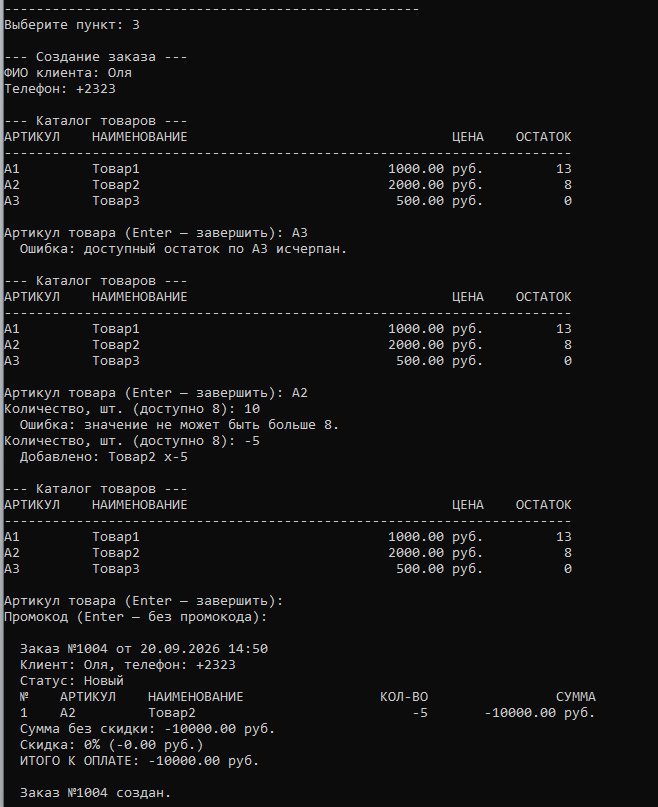 ----------------------------------------------------
Выберите пункт: 3
--- Создание заказа ---
ФИО клиента: Оля
Телефон: +2323
--- Каталог товаров ---
АРТИКУЛ    НАИМЕНОВАНИЕ                                 ЦЕНА    ОСТАТОК
-----------------------------------------------------------------------
A1         Товар1                               1000.00 руб.         13
A2         Товар2                               2000.00 руб.          8
A3         Товар3                                500.00 руб.          0
Артикул товара (Enter — завершить): A3
  Ошибка: доступный остаток по A3 исчерпан.
--- Каталог товаров ---
АРТИКУЛ    НАИМЕНОВАНИЕ                                 ЦЕНА    ОСТАТОК
-----------------------------------------------------------------------
A1         Товар1                               1000.00 руб.         13
A2         Товар2                               2000.00 руб.          8
A3         Товар3                                500.00 руб.          0
Артикул товара (Enter — завершить): A2
Количество, шт. (доступно 8): 10
  Ошибка: значение не может быть больше 8.
Количество, шт. (доступно 8): -5
  Добавлено: Товар2 x-5
--- Каталог товаров ---
АРТИКУЛ    НАИМЕНОВАНИЕ                                 ЦЕНА    ОСТАТОК
-----------------------------------------------------------------------
A1         Товар1                               1000.00 руб.         13
A2         Товар2                               2000.00 руб.          8
A3         Товар3                                500.00 руб.          0
Артикул товара (Enter — завершить):
Промокод (Enter — без промокода):
  Заказ №1004 от 20.09.2026 14:50
  Клиент: Оля, телефон: +2323
  Статус: Новый
  №    АРТИКУЛ    НАИМЕНОВАНИЕ                 КОЛ-ВО                СУММА
  1    A2         Товар2                           -5       -10000.00 руб.
  Сумма без скидки: -10000.00 руб.
  Скидка: 0% (-0.00 руб.)
  ИТОГО К ОПЛАТЕ: -10000.00 руб.
  Заказ №1004 создан.